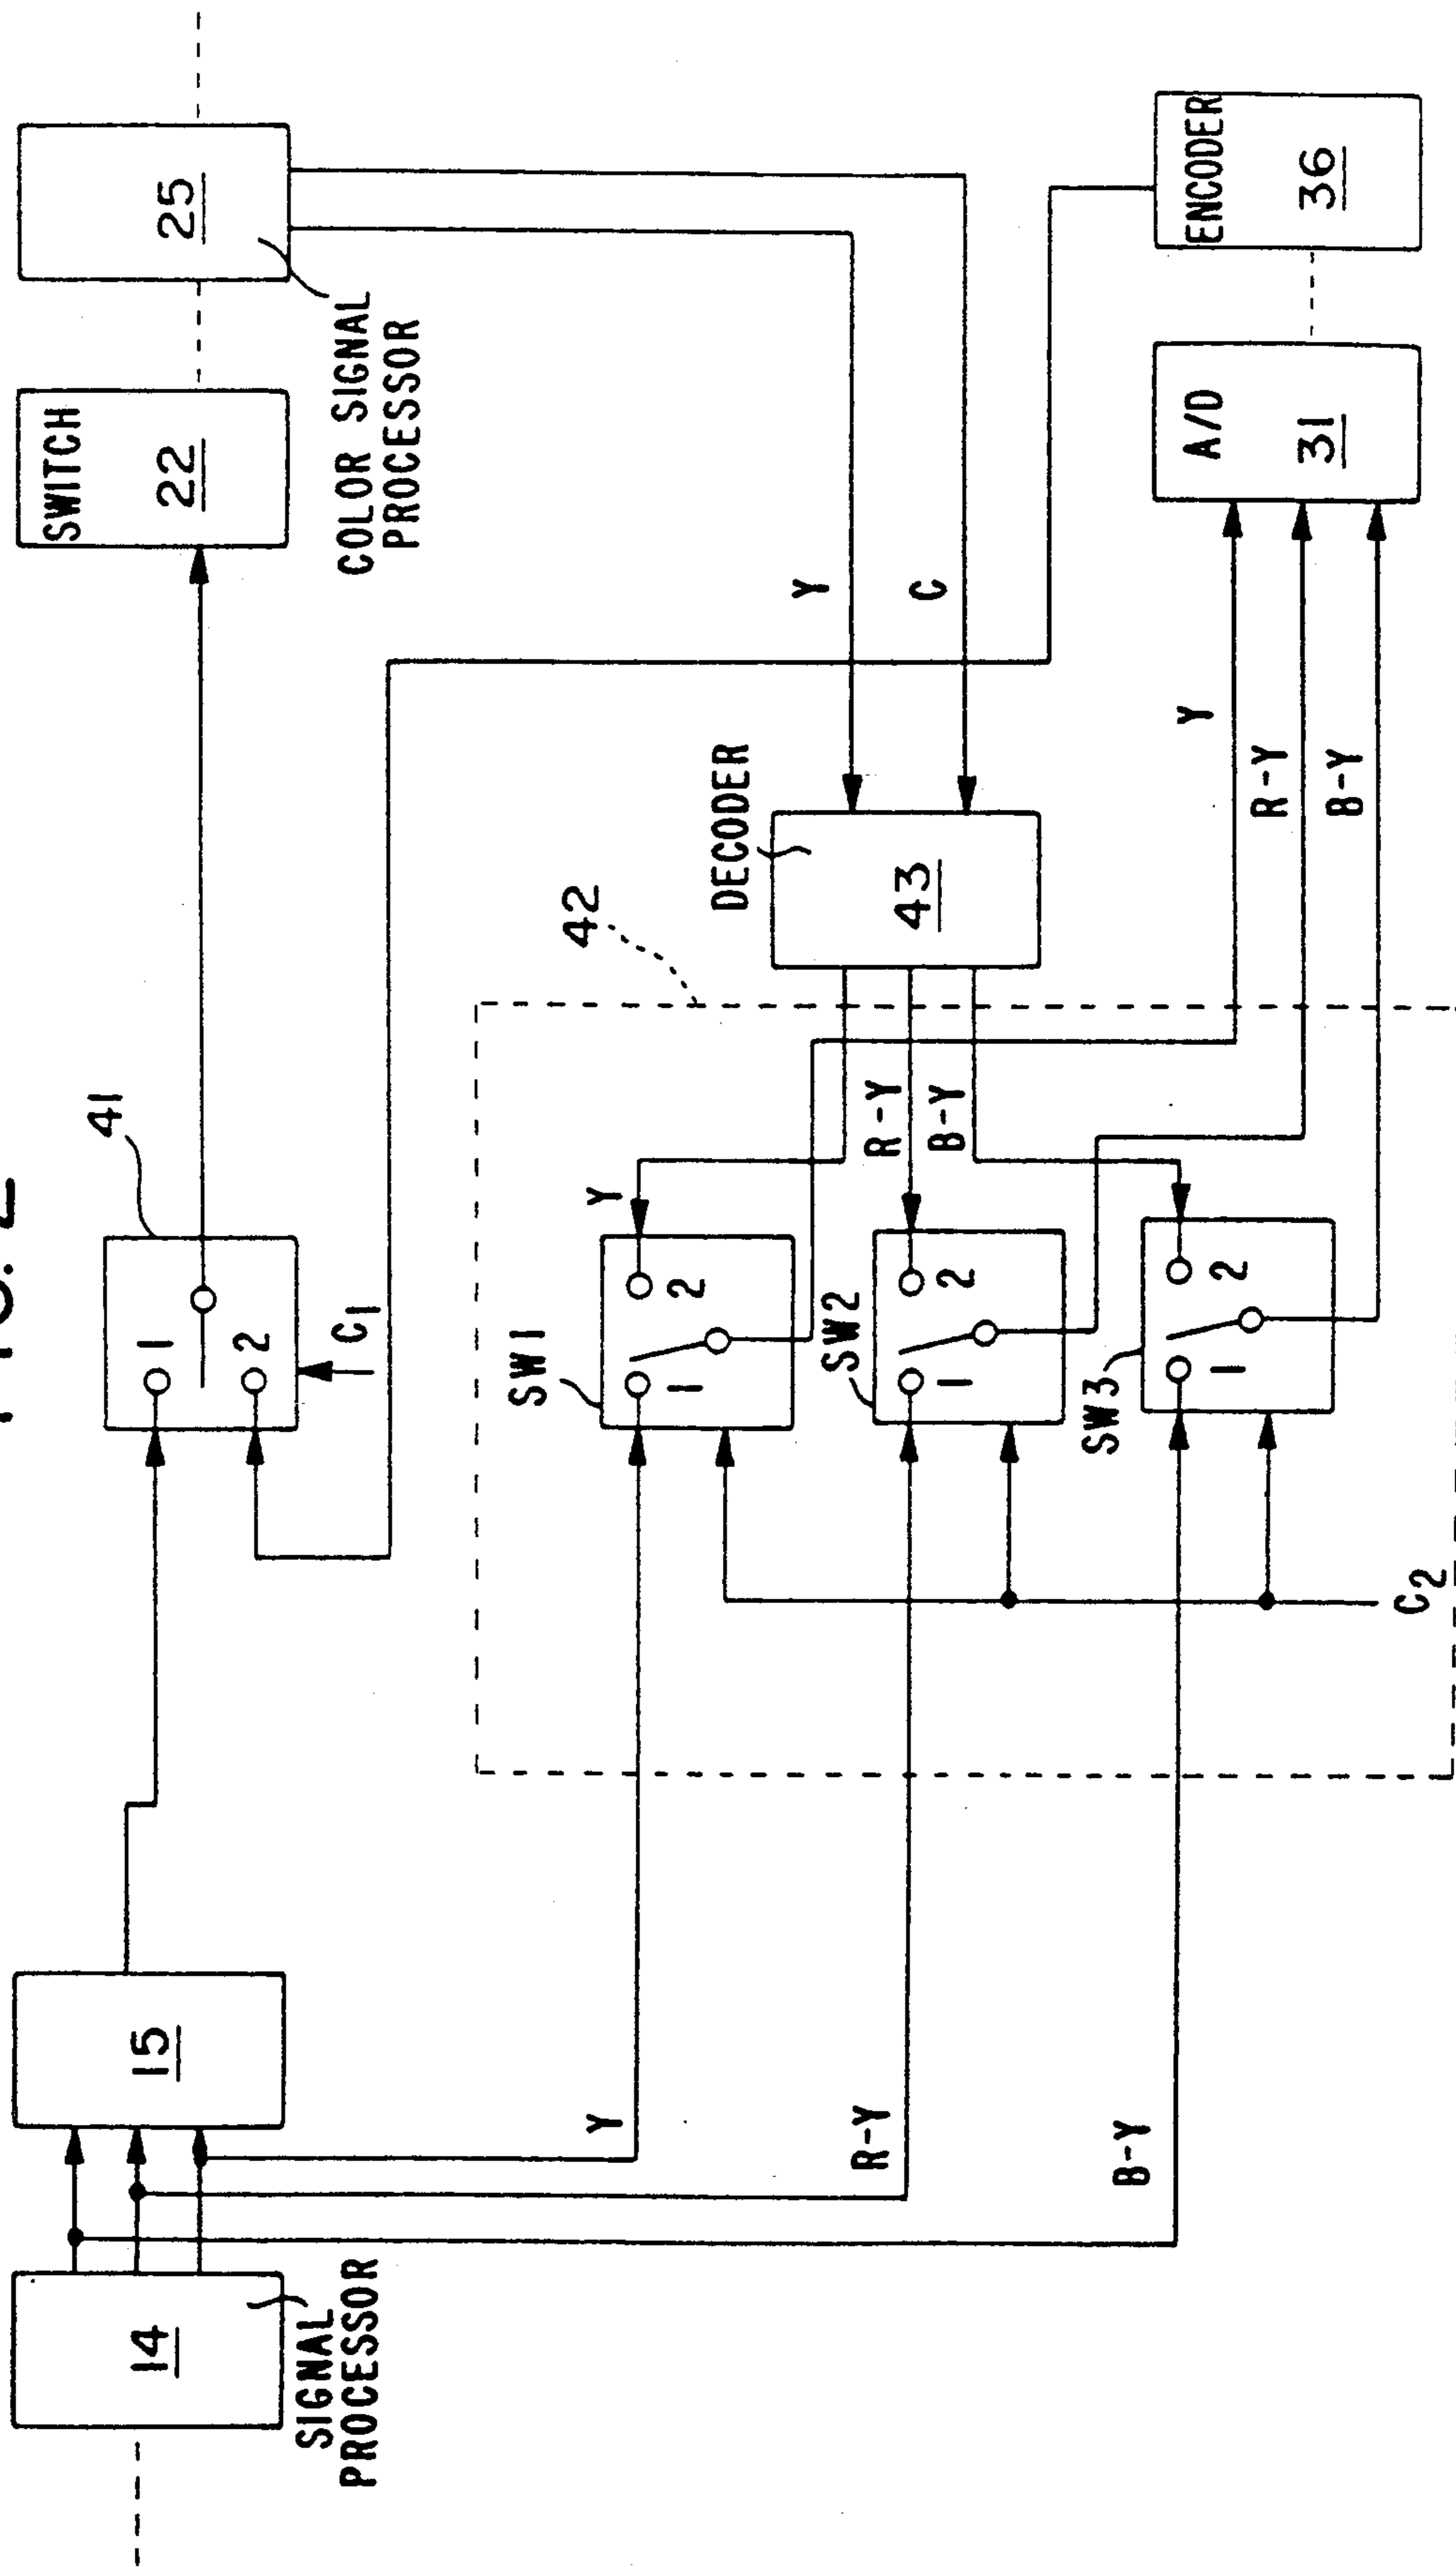 14
SIGNAL
PROCESSOR
15
41
1
2
C1
SWITCH
22
25
COLOR SIGNAL
PROCESSOR
Y
R-Y
B-Y
42
SW1
1
2
SW2
1
2
SW3
1
2
C2
Y
R-Y
B-Y
DECODER
43
Y
C
Y
R-Y
B-Y
A/D
31
ENCODER
36